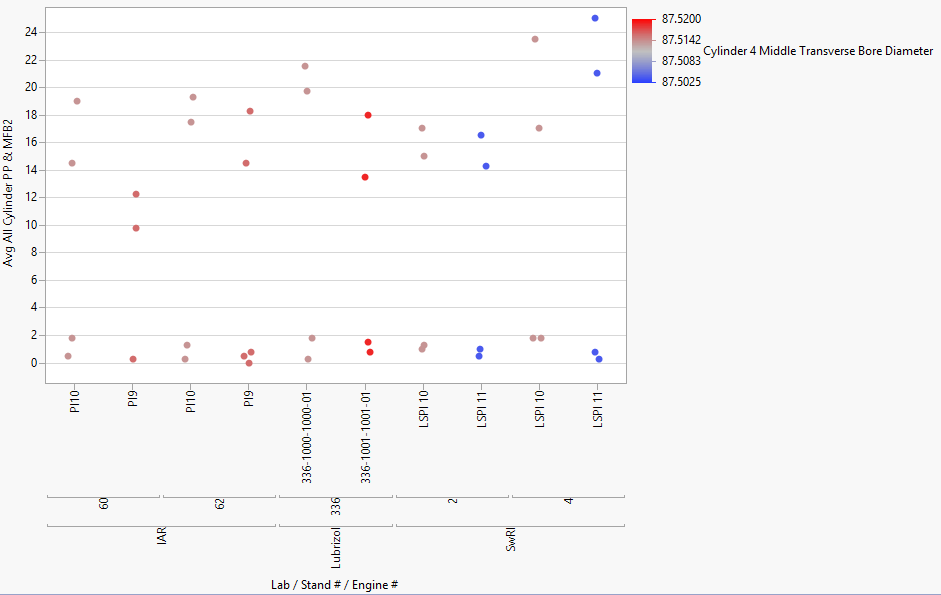 87.5200
87.5142
87.5083
87.5025
Cylinder 4 Middle Transverse Bore Diameter
Avg All Cylinder PP & MFB2
24
22
20
18
16
14
12
10
8
6
4
2
0
PI10
PI9
PI10
PI9
336-1000-1000-01
336-1001-1001-01
LSPI 10
LSPI 11
LSPI 10
LSPI 11
60
62
336
2
4
IAR
Lubrizol
SwRI
Lab / Stand # / Engine #